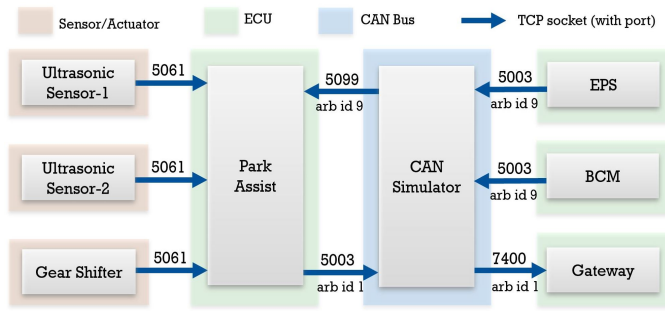 Sensor/Actuator
ECU
CAN Bus
TCP socket (with port)
Ultrasonic
Sensor-1
5061
Ultrasonic
Sensor-2
5061
Gear Shifter
5061
Park
Assist
5099
arb id 9
5003
arb id 1
CAN
Simulator
5003
arb id 9
EPS
5003
arb id 9
BCM
7400
arb id 1
Gateway